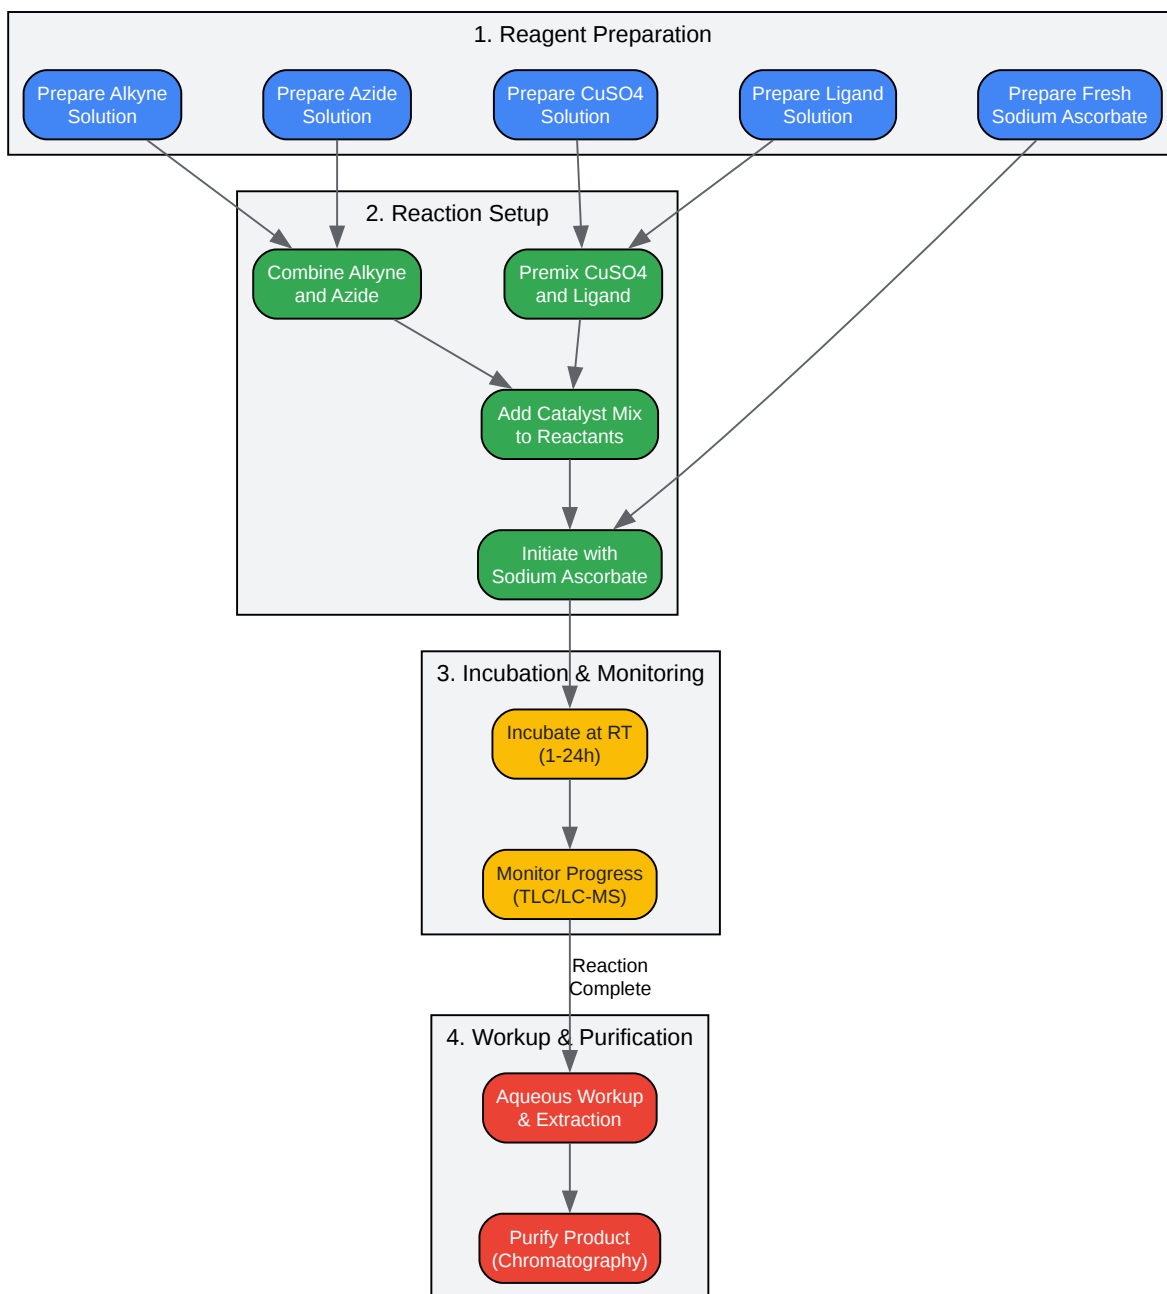 1. Reagent Preparation
Prepare Alkyne
Solution
Prepare Azide
Solution
Prepare CuSO4
Solution
Prepare Ligand
Solution
Prepare Fresh
Sodium Ascorbate
2. Reaction Setup
Combine Alkyne
and Azide
Premix CuSO4
and Ligand
Add Catalyst Mix
to Reactants
Initiate with
Sodium Ascorbate
3. Incubation & Monitoring
Incubate at RT
(1-24h)
Monitor Progress
(TLC/LC-MS)
Reaction
Complete
4. Workup & Purification
Aqueous Workup
& Extraction
Purify Product
(Chromatography)